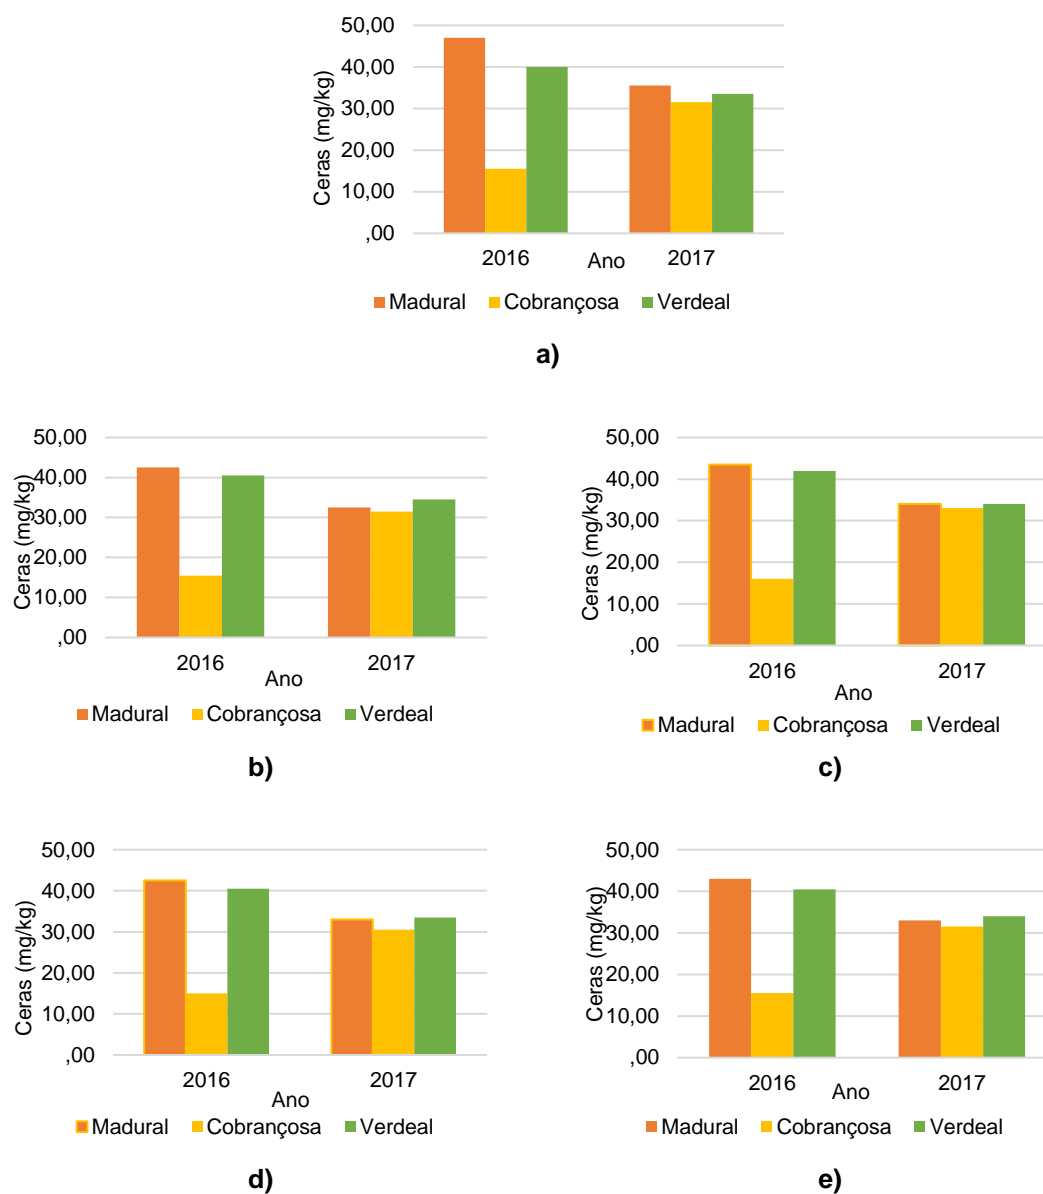 50,00
40,00
30,00
20,00
10,00
,00
Ceras (mg/kg)
2016 Ano 2017
Madural Cobrançosa Verdeal
a)
50,00
40,00
30,00
20,00
10,00
,00
Ceras (mg/kg)
2016 2017
Ano
Madural Cobrançosa Verdeal
b)
50,00
40,00
30,00
20,00
10,00
,00
Ceras (mg/kg)
2016 2017
Ano
Madural Cobrançosa Verdeal
c)
50,00
40,00
30,00
20,00
10,00
,00
Ceras (mg/kg)
2016 2017
Ano
Madural Cobrançosa Verdeal
d)
50,00
40,00
30,00
20,00
10,00
,00
Ceras (mg/kg)
2016 2017
Ano
Madural Cobrançosa Verdeal
e)